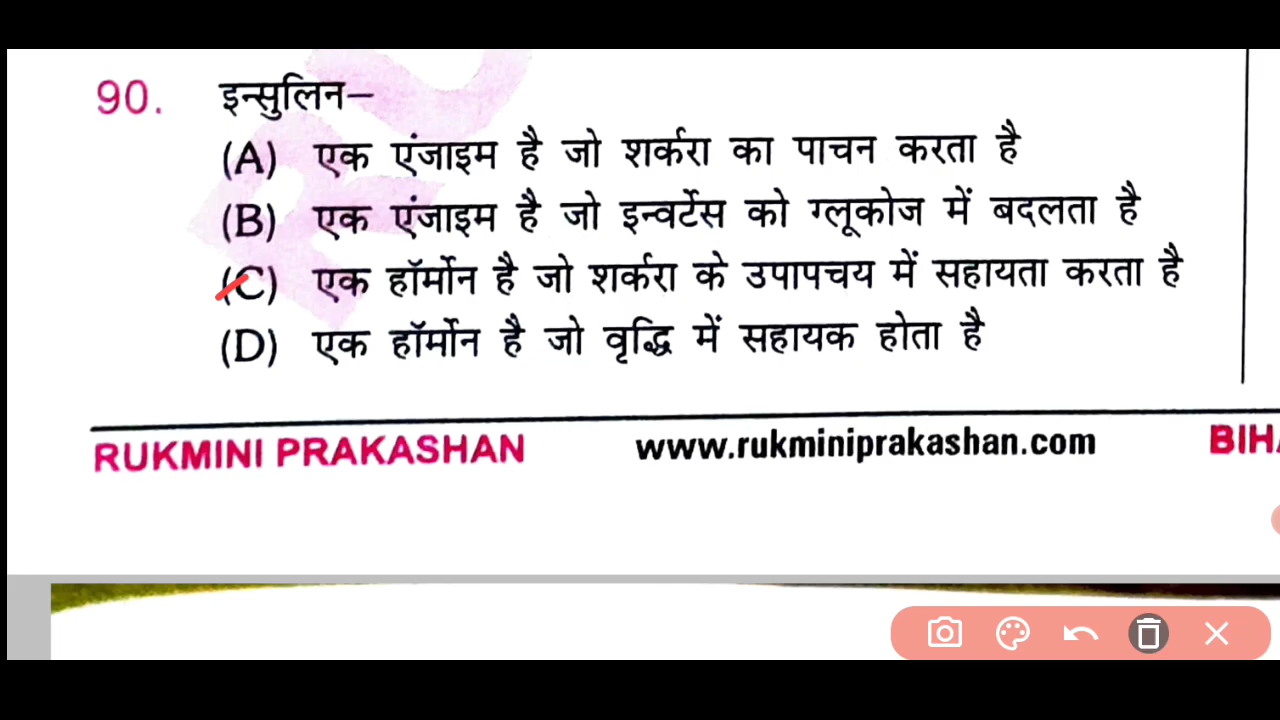 90. इन्सुलिन–
(A) एक एंजाइम है जो शर्करा का पाचन करता है
(B) एक एंजाइम है जो इन्वर्टेस को ग्लूकोज में बदलता है
(C) एक हॉर्मोन है जो शर्करा के उपापचय में सहायता करता है
(D) एक हॉर्मोन है जो वृद्धि में सहायक होता है
RUKMINI PRAKASHAN www.rukminiprakashan.com BIHA